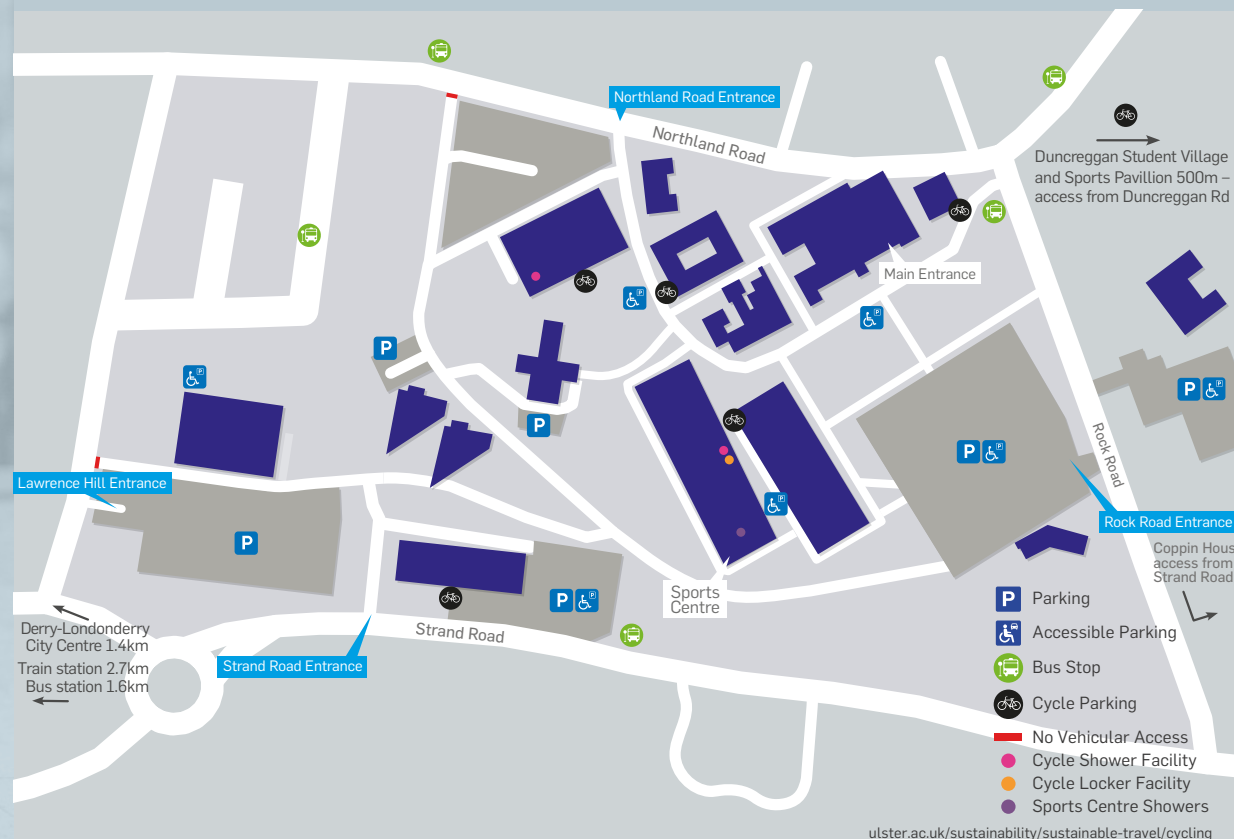 Northland Road Entrance
Northland Road
Duncreggan Student Village
and Sports Pavillion 500m –
access from Duncreggan Rd
Main Entrance
P
P
P
P
P
P
Lawrence Hill Entrance
Rock Road
Rock Road Entrance
Coppin Hous
access from
Strand Road
Sports
Centre
Strand Road
Strand Road Entrance
Derry-Londonderry
City Centre 1.4km
Train station 2.7km
Bus station 1.6km
P Parking
Accessible Parking
Bus Stop
Cycle Parking
No Vehicular Access
Cycle Shower Facility
Cycle Locker Facility
Sports Centre Showers
ulster.ac.uk/sustainability/sustainable-travel/cycling